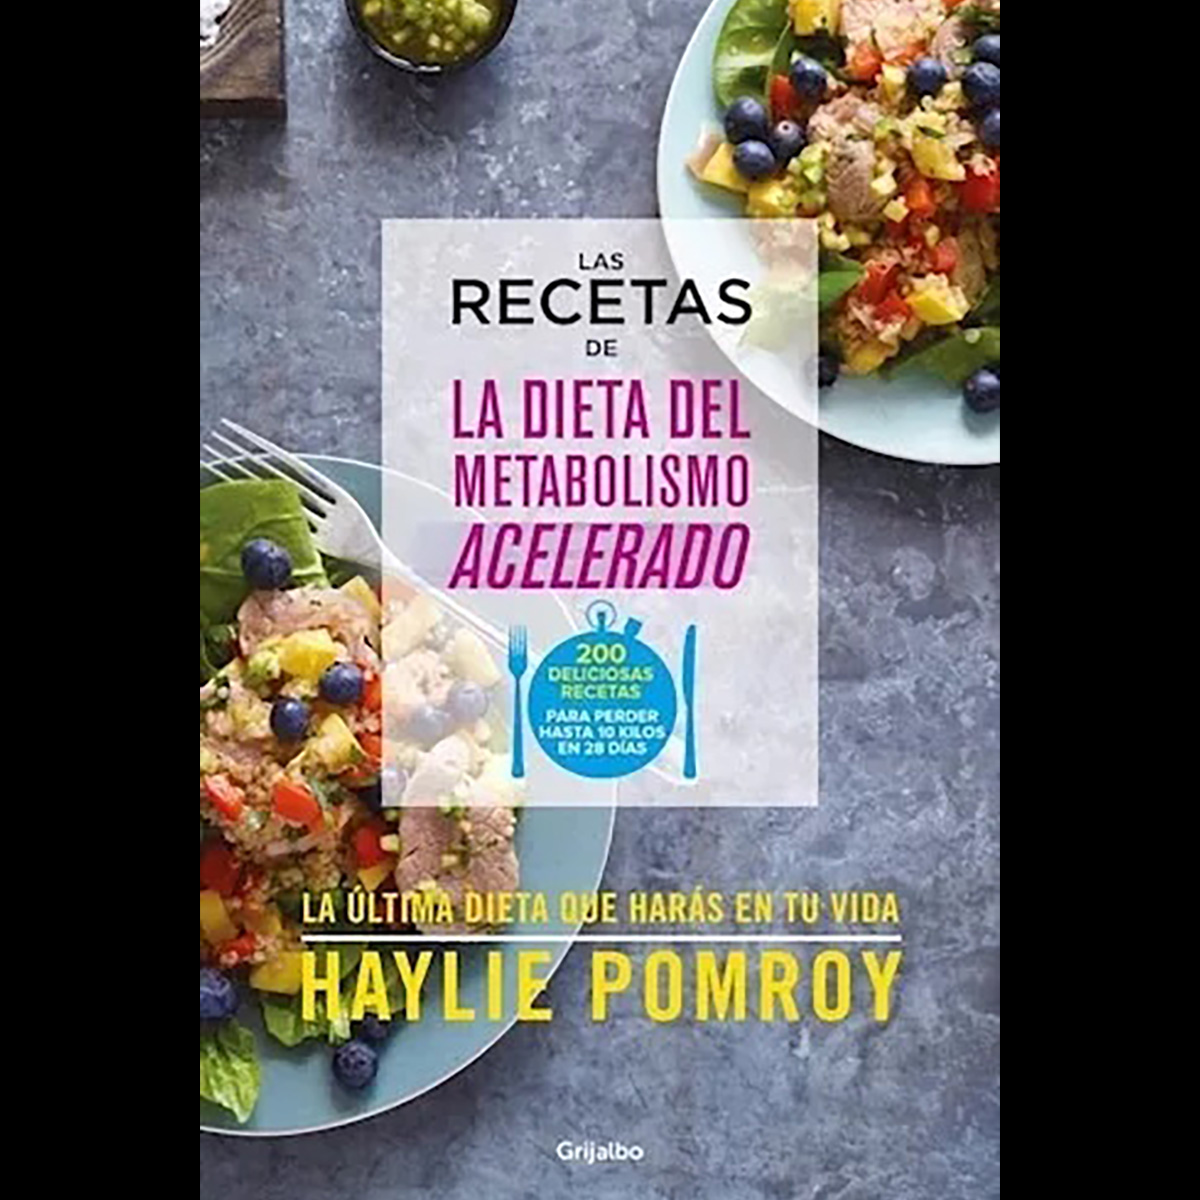 LAS
RECETAS
DE
LA DIETA DEL
METABOLISMO
ACELERADO
200
DELICIOSAS
RECETAS
PARA PERDER
HASTA 10 KILOS
EN 28 DÍAS
LA ÚLTIMA DIETA QUE HARÁS EN TU VIDA
HAYLIE POMROY
Grijalbo